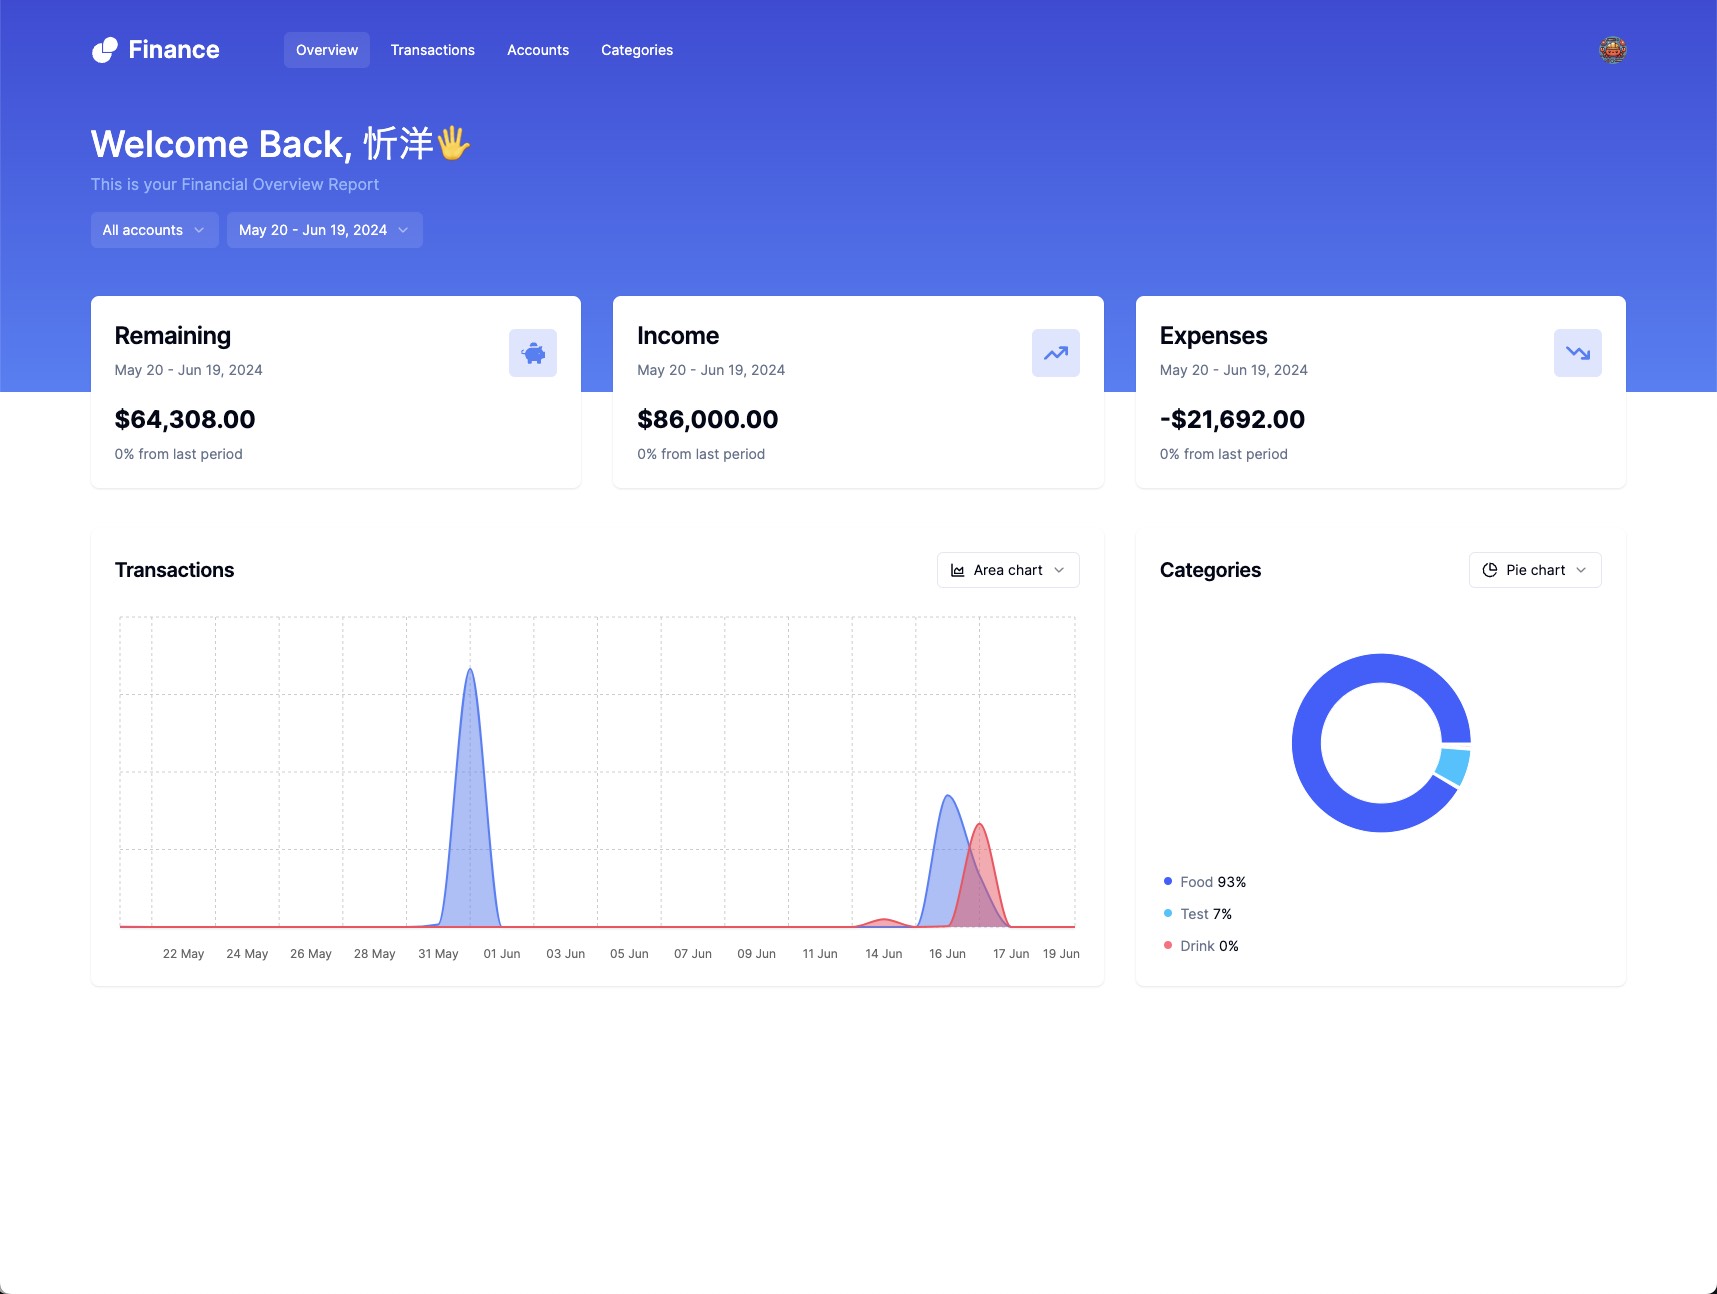 Finance
Overview
Transactions
Accounts
Categories
Welcome Back, 忻洋🖐
This is your Financial Overview Report
All accounts
May 20 - Jun 19, 2024
Remaining
May 20 - Jun 19, 2024
$64,308.00
0% from last period
Income
May 20 - Jun 19, 2024
$86,000.00
0% from last period
Expenses
May 20 - Jun 19, 2024
-$21,692.00
0% from last period
Transactions
Area chart
22 May 24 May 26 May 28 May 31 May 01 Jun 03 Jun 05 Jun 07 Jun 09 Jun 11 Jun 14 Jun 16 Jun 17 Jun 19 Jun
Categories
Pie chart
Food 93%
Test 7%
Drink 0%